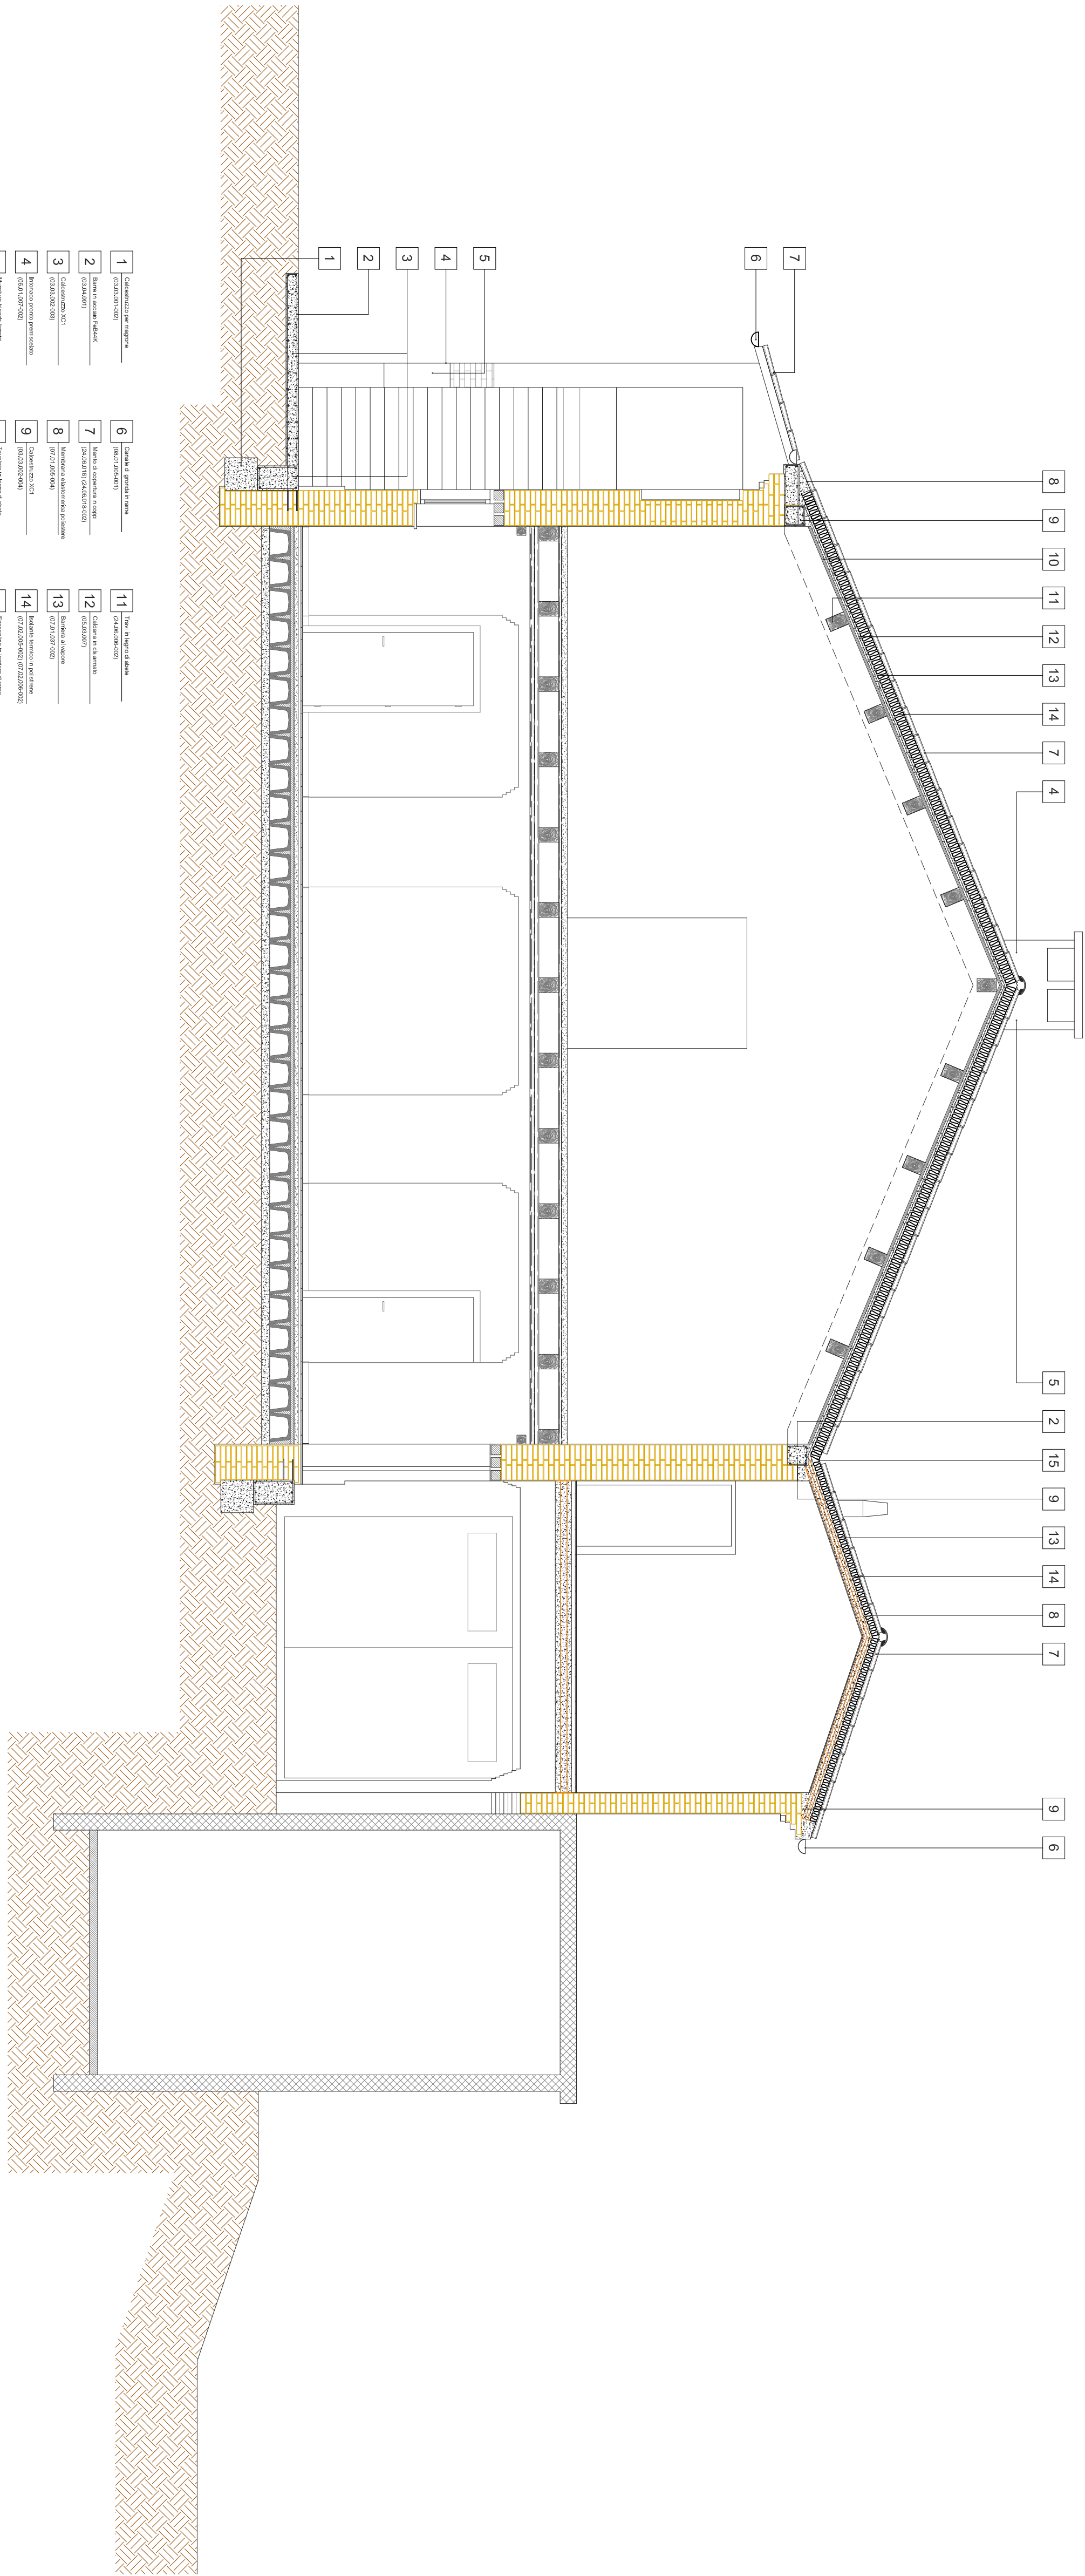 8 9 10 11 12 13 14 7 4 5 2 15 9 13 14 8 7 9 6
7
6
5
4
3
2
1
1 Calcestruzzo per magrone
(03.03.001-002)
2 Barre in acciaio FeB44K
(03.04.001)
3 Calcestruzzo XC1
(03.03.002-003)
4 Intonaco pronto premiscelato
(06.01.007-002)
6 Canale di gronda in rame
(08.01.005-001)
7 Manto di copertura in coppi
(24.06.016) (24.06.018-002)
8 Membrana elastomerica poliestere
(07.01.005-004)
9 Calcestruzzo XC1
(03.03.002-004)
11 Travi in legno di abete
(24.06.006-002)
12 Caldana in cls armato
(05.03.007)
13 Barriera al vapore
(07.01.037-002)
14 Isolante termico in polistirene
(07.02.005-002) (07.02.006-002)